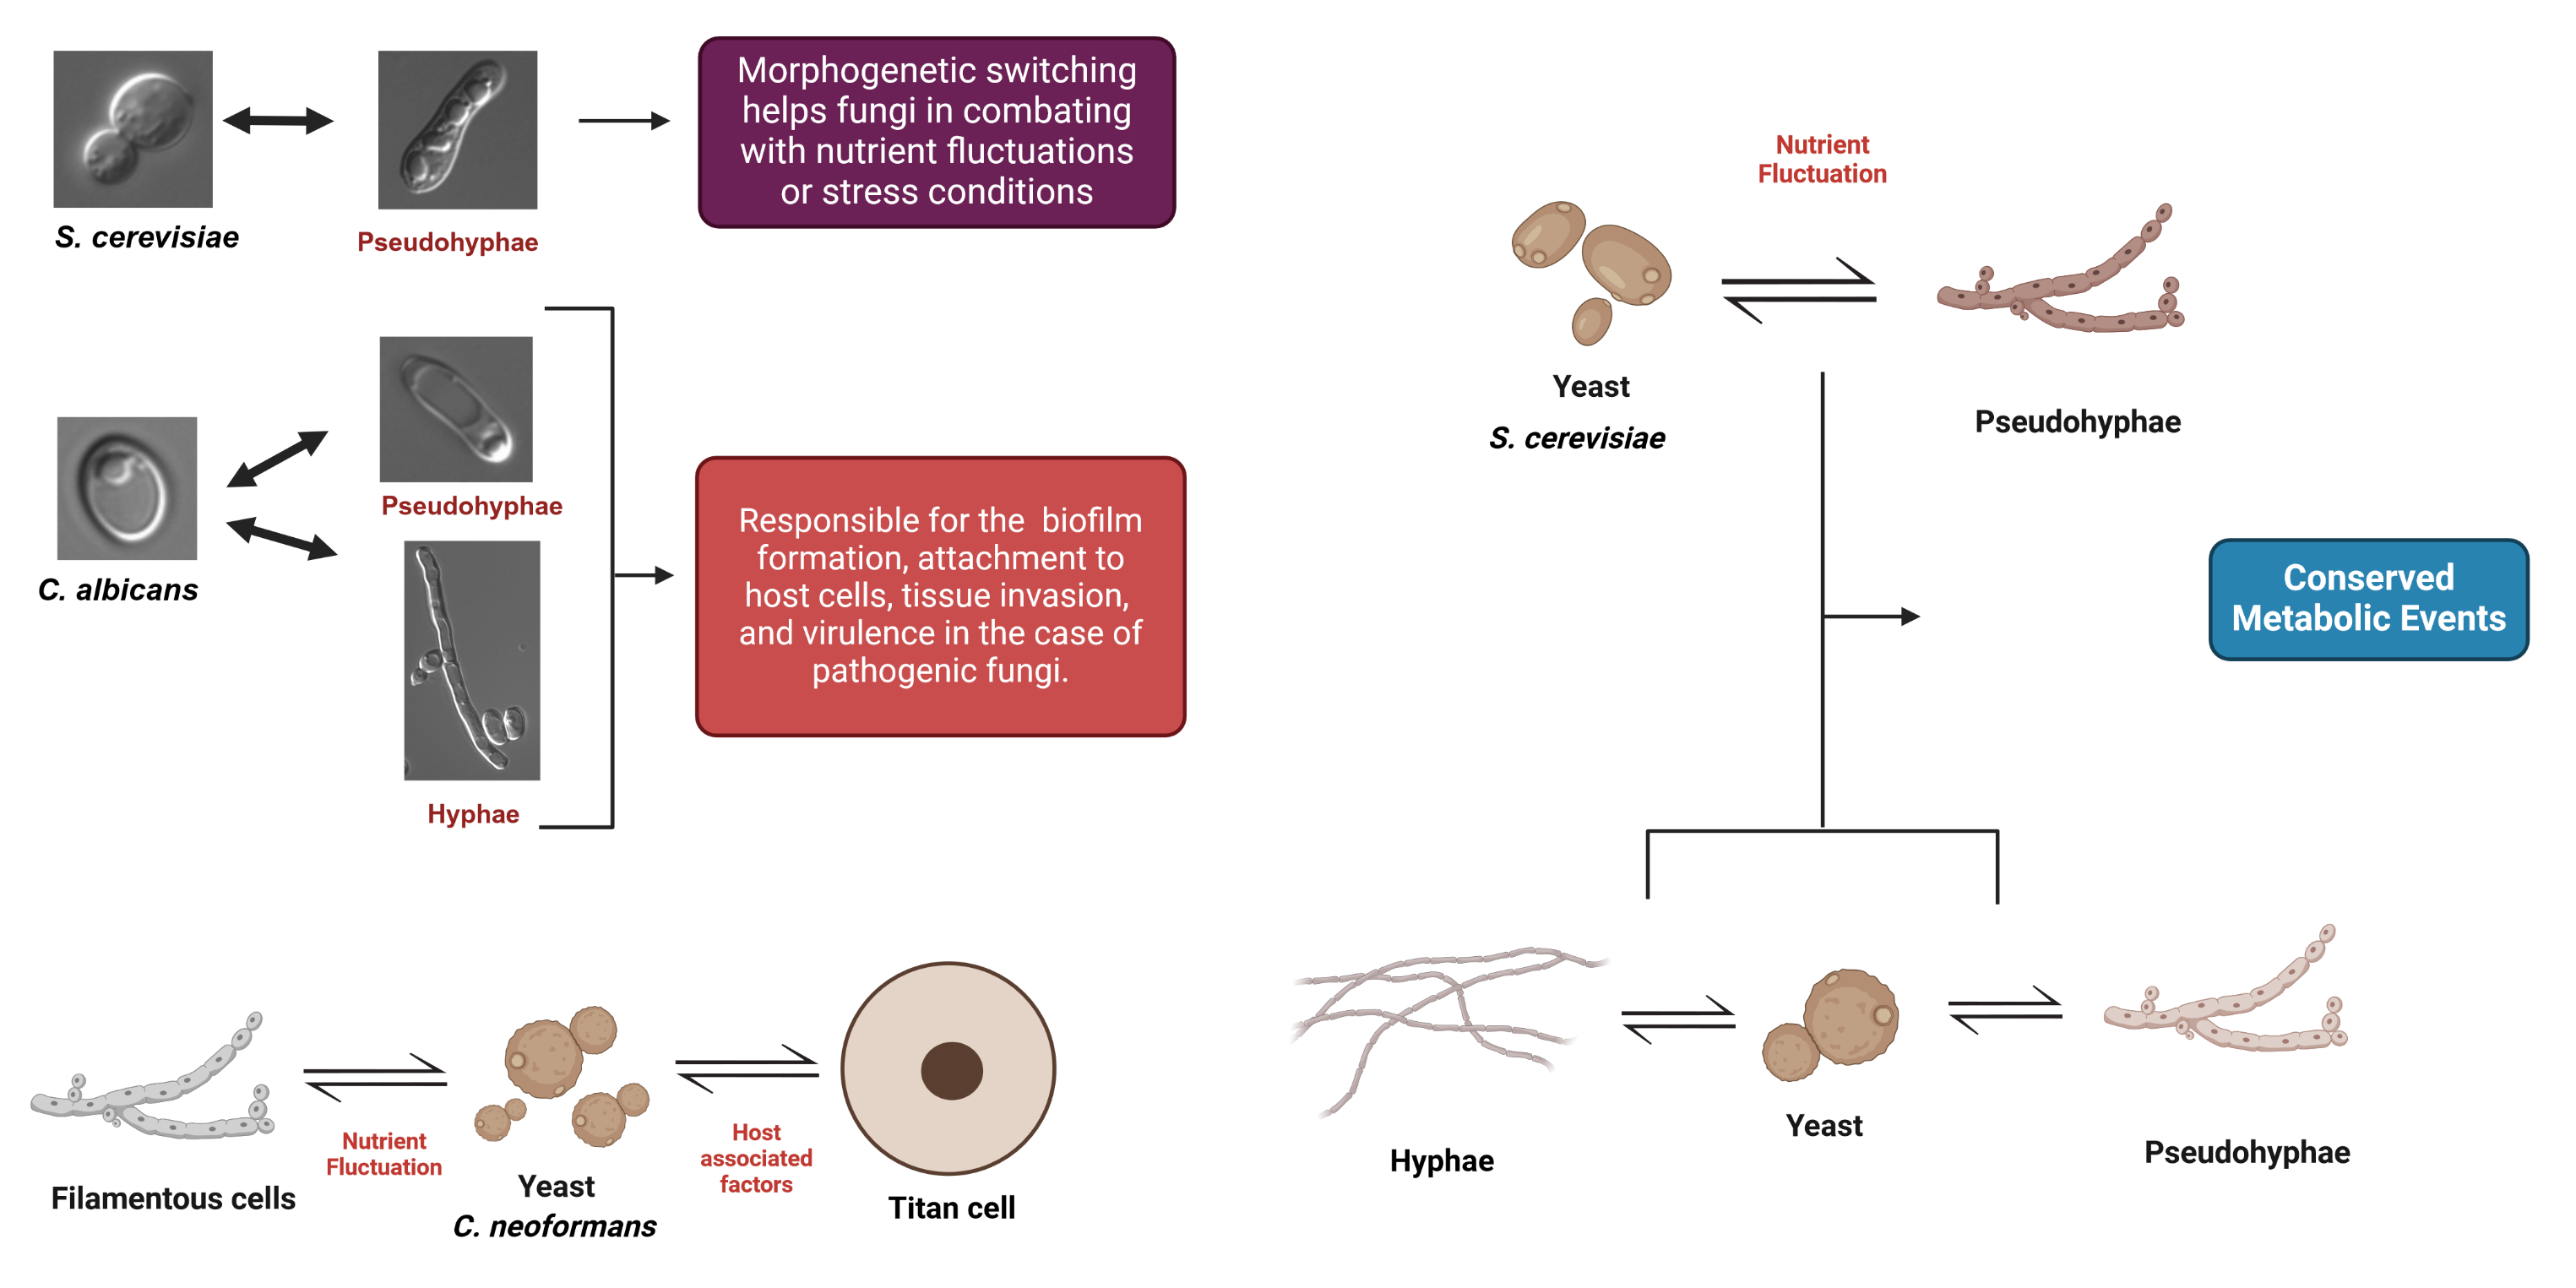 S. cerevisiae
Pseudohyphae
Morphogenetic switching
helps fungi in combating
with nutrient fluctuations
or stress conditions
C. albicans
Pseudohyphae
Hyphae
Responsible for the biofilm
formation, attachment to
host cells, tissue invasion,
and virulence in the case of
pathogenic fungi.
Filamentous cells
Nutrient
Fluctuation
Yeast
C. neoformans
Host
associated
factors
Titan cell
Nutrient
Fluctuation
Yeast
S. cerevisiae
Pseudohyphae
Conserved
Metabolic Events
Hyphae
Yeast
Pseudohyphae